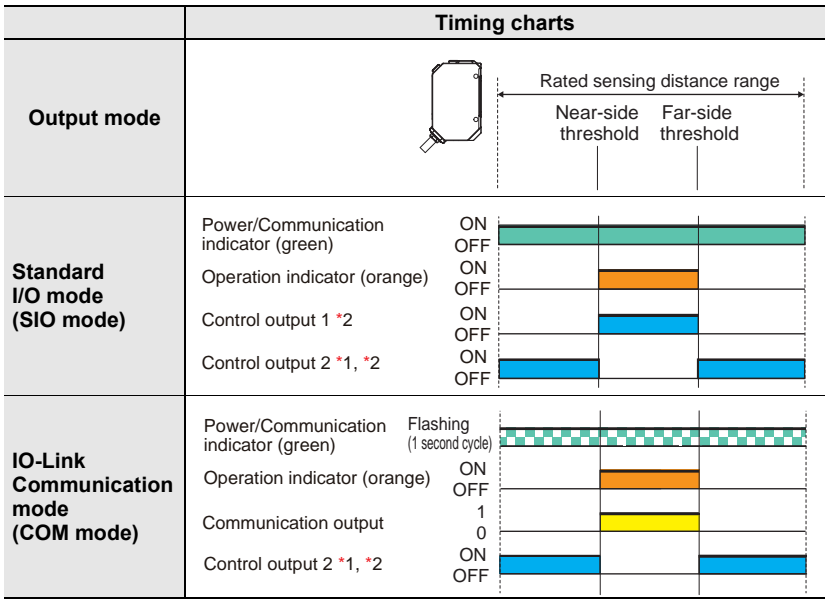 Timing charts
Output mode
Rated sensing distance range
Near-side
threshold
Far-side
threshold
Standard
I/O mode
(SIO mode)
Power/Communication
indicator (green)
ON
OFF
Operation indicator (orange)
ON
OFF
Control output 1 *2
ON
OFF
Control output 2 *1, *2
ON
OFF
IO-Link
Communication
mode
(COM mode)
Power/Communication
indicator (green)
Flashing
(1 second cycle)
Operation indicator (orange)
ON
OFF
Communication output
1
0
Control output 2 *1, *2
ON
OFF